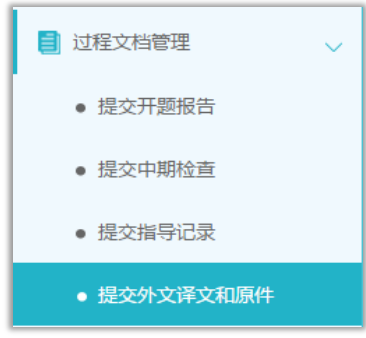 过程文档管理
提交开题报告
提交中期检查
提交指导记录
提交外文译文和原件